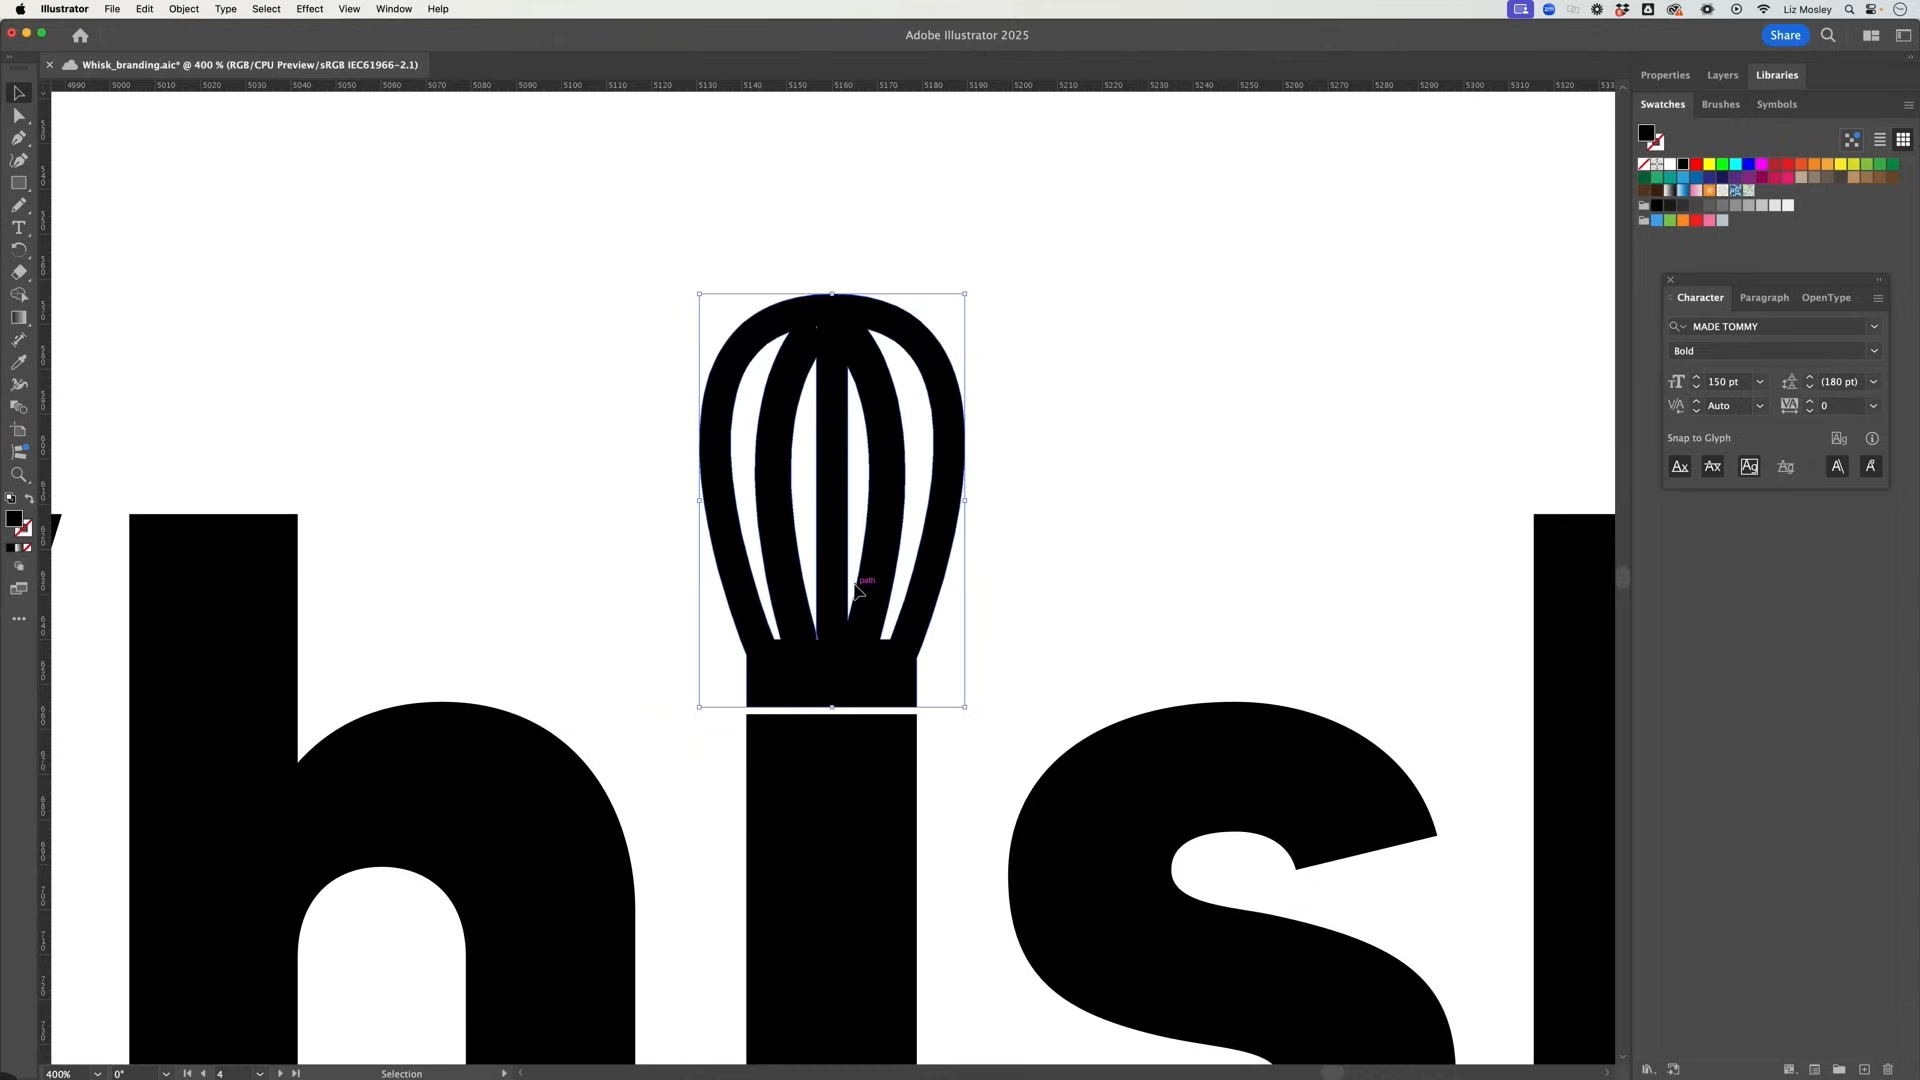 Illustrator File Edit Object Type Select Effect View Window Help
Liz Mosley
Adobe Illustrator 2025
Share
Whisk_branding.aic* @ 400 % (RGB/CPU Preview/sRGB IEC61966-2.1)
Properties Layers Libraries
4990 5000 5010 5020 5030 5040 5050 5060 5070 5080 5090 5100 5110 5120 5130 5140 5150 5160 5170 5180 5190 5200 5210 5220 5230 5240 5250 5260 5270 5280 5290 5300 5310 5320 533
Swatches Brushes Symbols
Character Paragraph OpenType
MADE TOMMY
Bold
150 pt (180 pt)
Auto 0
Snap to Glyph
path
hisk
400% 0° 4 Selection